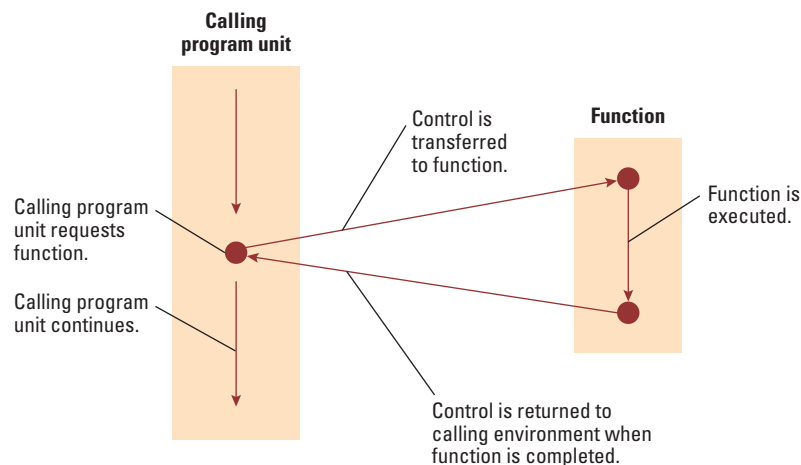 Calling
program unit
Control is
transferred
to function.
Function
Calling program
unit requests
function.
Function is
executed.
Calling program
unit continues.
Control is returned to
calling environment when
function is completed.